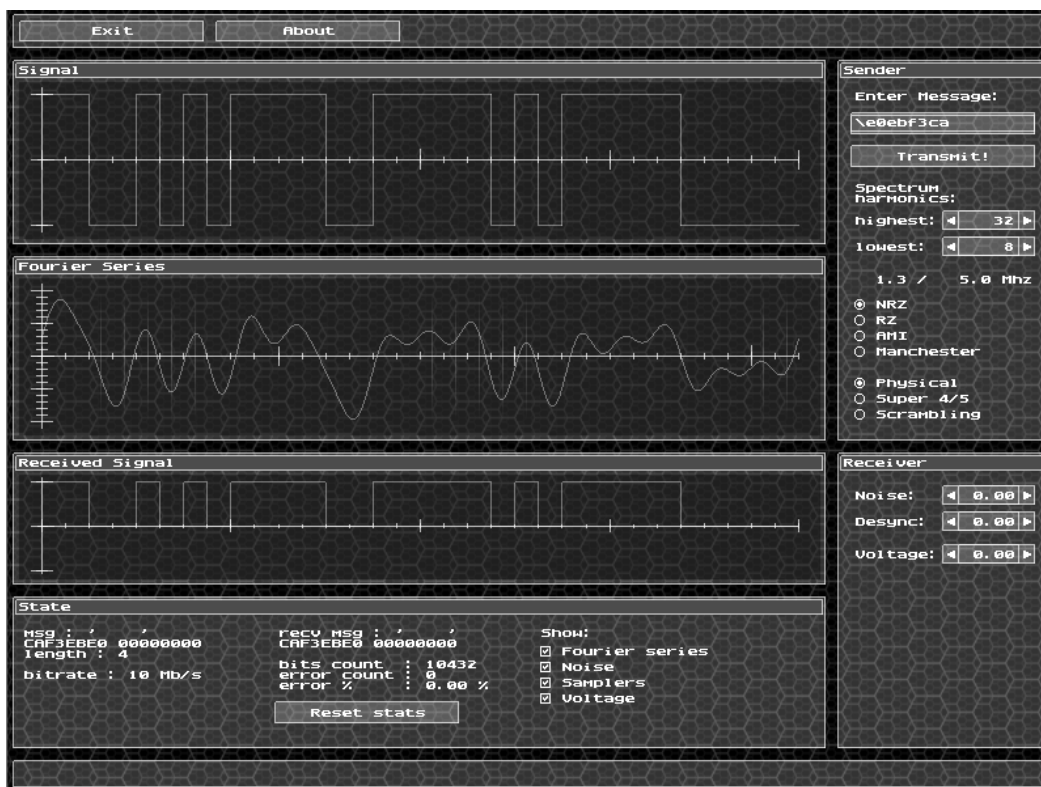 Exit
About
Signal
Fourier Series
Received Signal
State
msg : '     '
CAF3EBE0 00000000
length : 4
bitrate : 10 Mb/s
recv msg : '     '
CAF3EBE0 00000000
bits count  : 10432
error count : 0
error %     : 0.00 %
Reset stats
Show:
Fourier series
Noise
Samplers
Voltage
Sender
Enter Message:
\e0ebf3ca
Transmit!
Spectrum
harmonics:
highest: 32
lowest: 8
1.3 /   5.0 Mhz
NRZ
RZ
AMI
Manchester
Physical
Super 4/5
Scrambling
Receiver
Noise: 0.00
Desync: 0.00
Voltage: 0.00